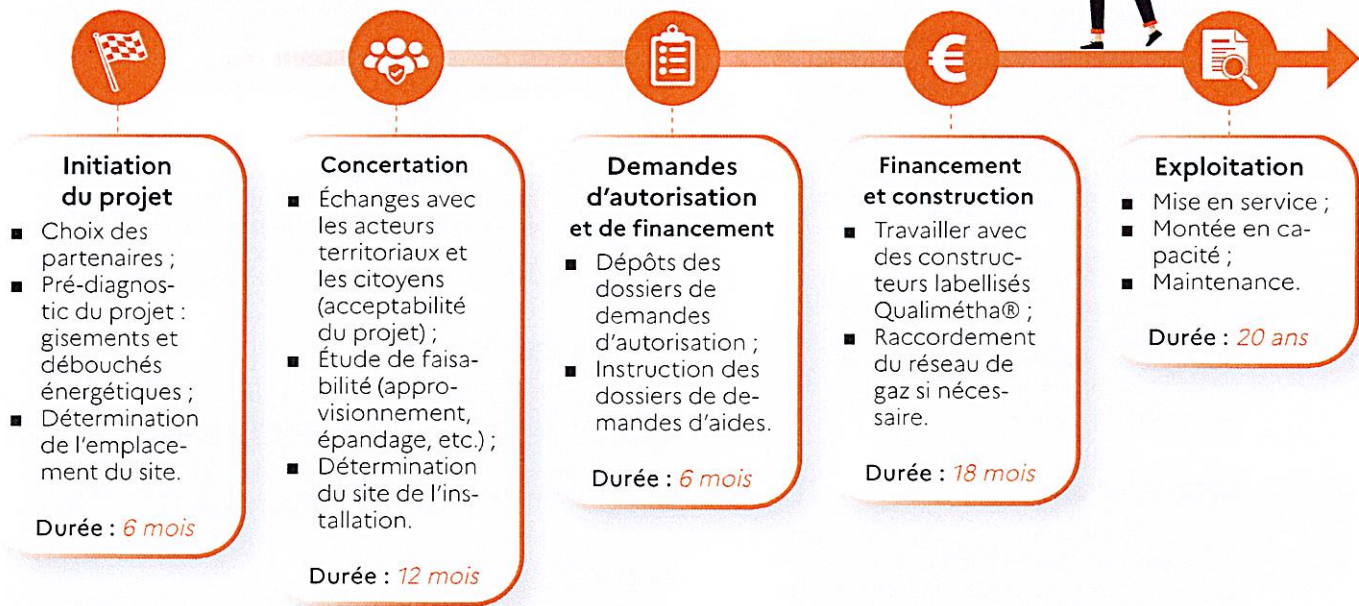 €
Initiation
du projet
■ Choix des
partenaires ;
■ Pré-diagnos-
tic du projet :
gisements et
débouchés
énergétiques ;
■ Détermination
de l'emplace-
ment du site.
Durée : 6 mois
Concertation
■ Échanges avec
les acteurs
territoriaux et
les citoyens
(acceptabilité
du projet) ;
■ Étude de faisa-
bilité (appro-
visionnement,
épandage, etc.) ;
■ Détermination
du site de l'ins-
tallation.
Durée : 12 mois
Demandes
d'autorisation
et de financement
■ Dépôts des
dossiers de
demandes
d'autorisation ;
■ Instruction des
dossiers de de-
mandes d'aides.
Durée : 6 mois
Financement
et construction
■ Travailler avec
des construc-
teurs labellisés
Qualimétha® ;
■ Raccordement
du réseau de
gaz si néces-
saire.
Durée : 18 mois
Exploitation
■ Mise en service ;
■ Montée en ca-
pacité ;
■ Maintenance.
Durée : 20 ans